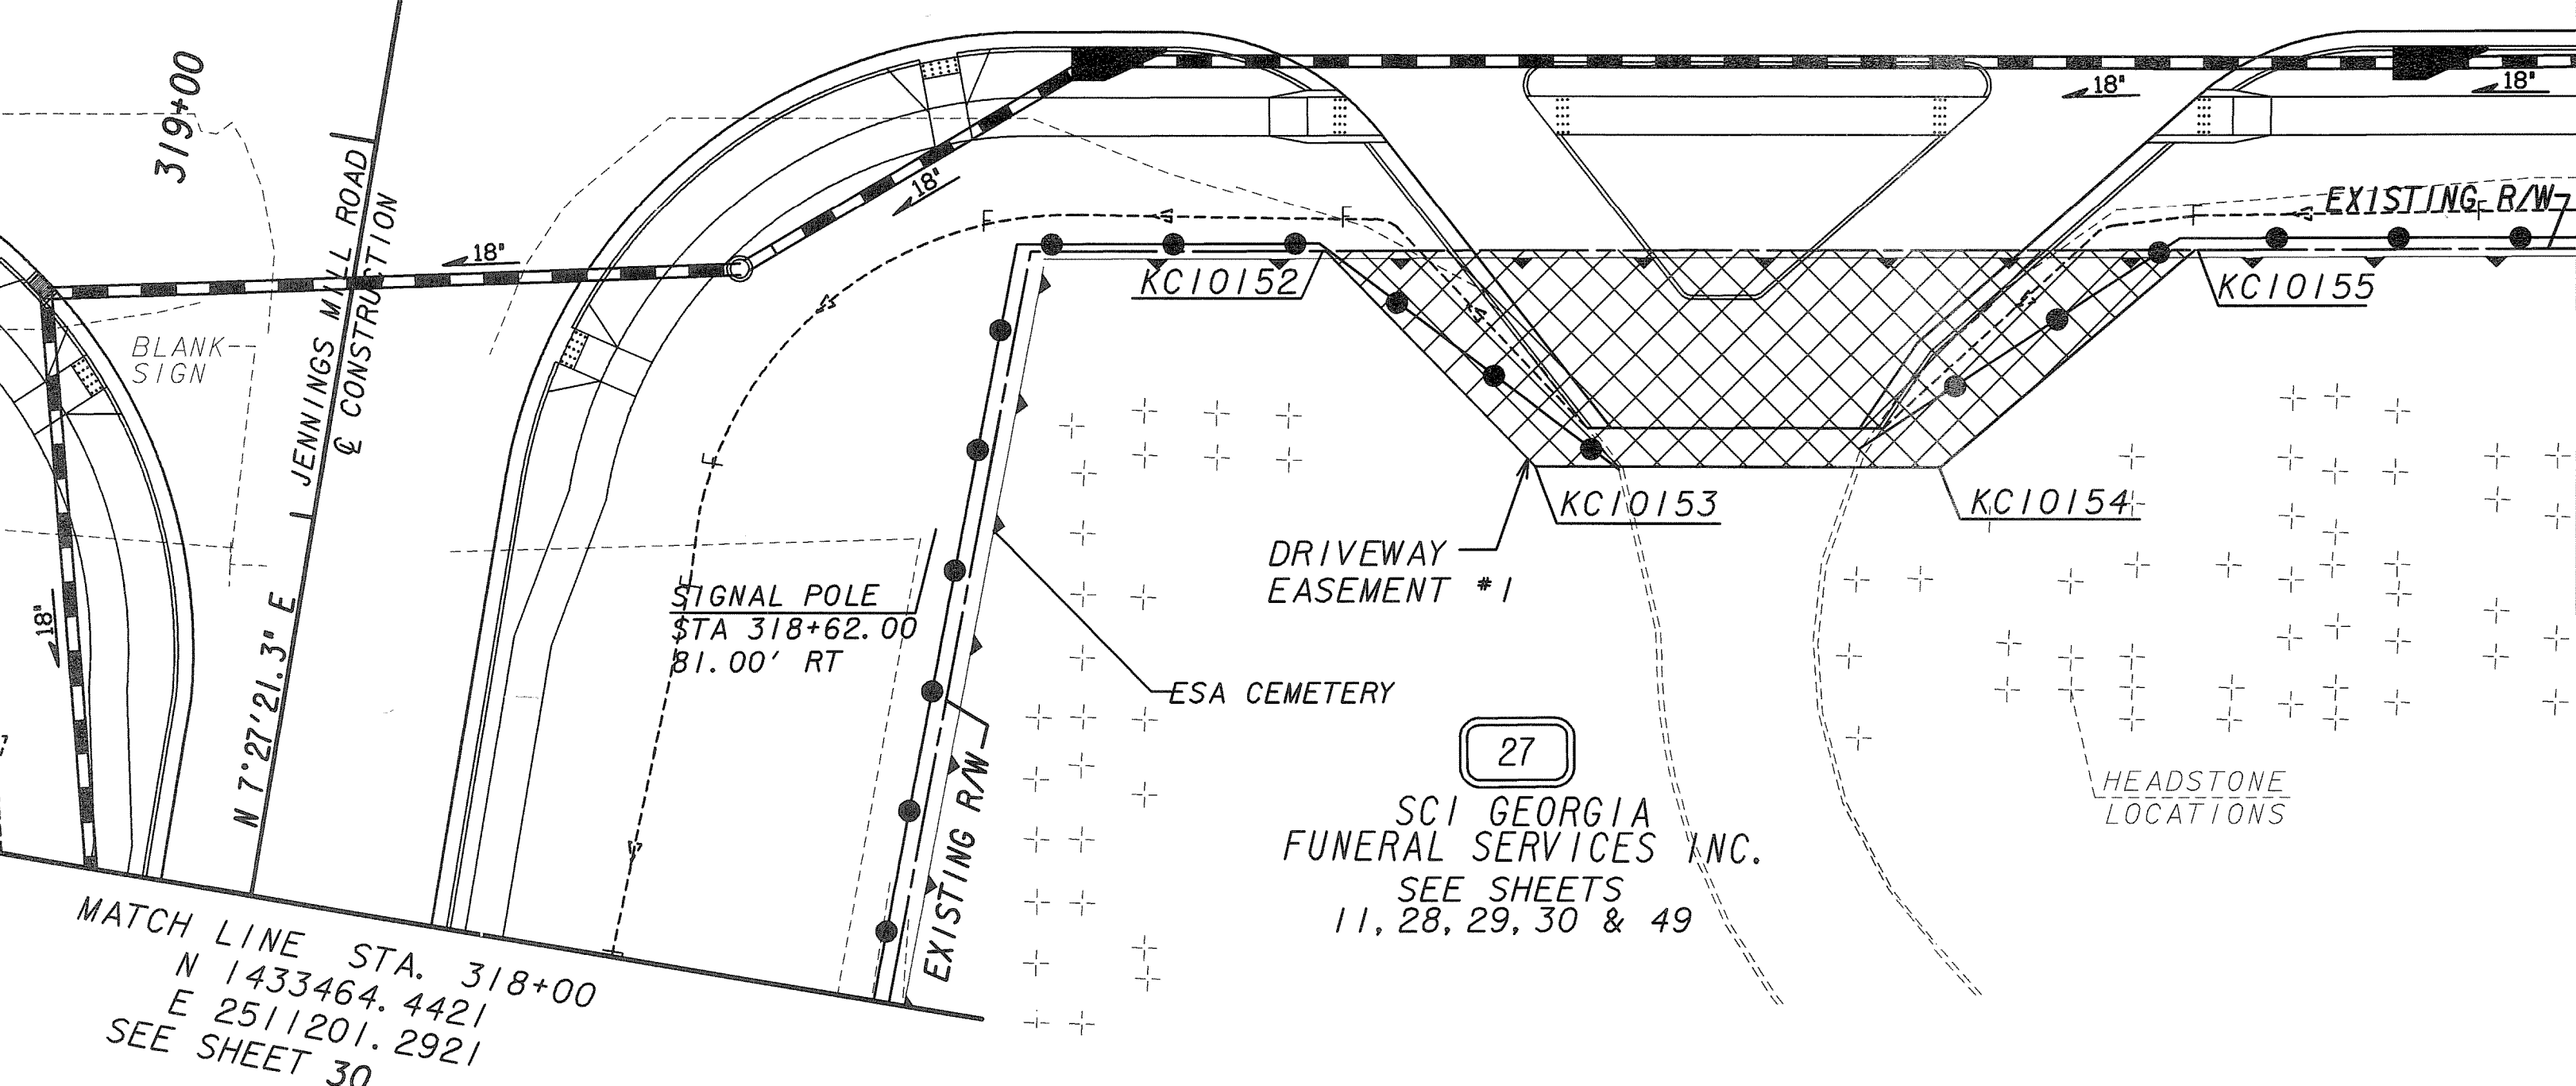 319+00
JENNINGS MILL ROAD
℄ CONSTRUCTION
N 7°27'21.3" E
BLANK
SIGN
18"
18"
18"
18"
18"
EXISTING R/W
KC10152
KC10155
KC10153
KC10154
DRIVEWAY
EASEMENT #1
SIGNAL POLE
STA 318+62.00
81.00' RT
ESA CEMETERY
EXISTING R/W
27
SCI GEORGIA
FUNERAL SERVICES INC.
SEE SHEETS
11, 28, 29, 30 & 49
HEADSTONE
LOCATIONS
MATCH LINE STA. 318+00
N 1433464.4421
E 2511201.2921
SEE SHEET 30
F
F
F
F
F
F